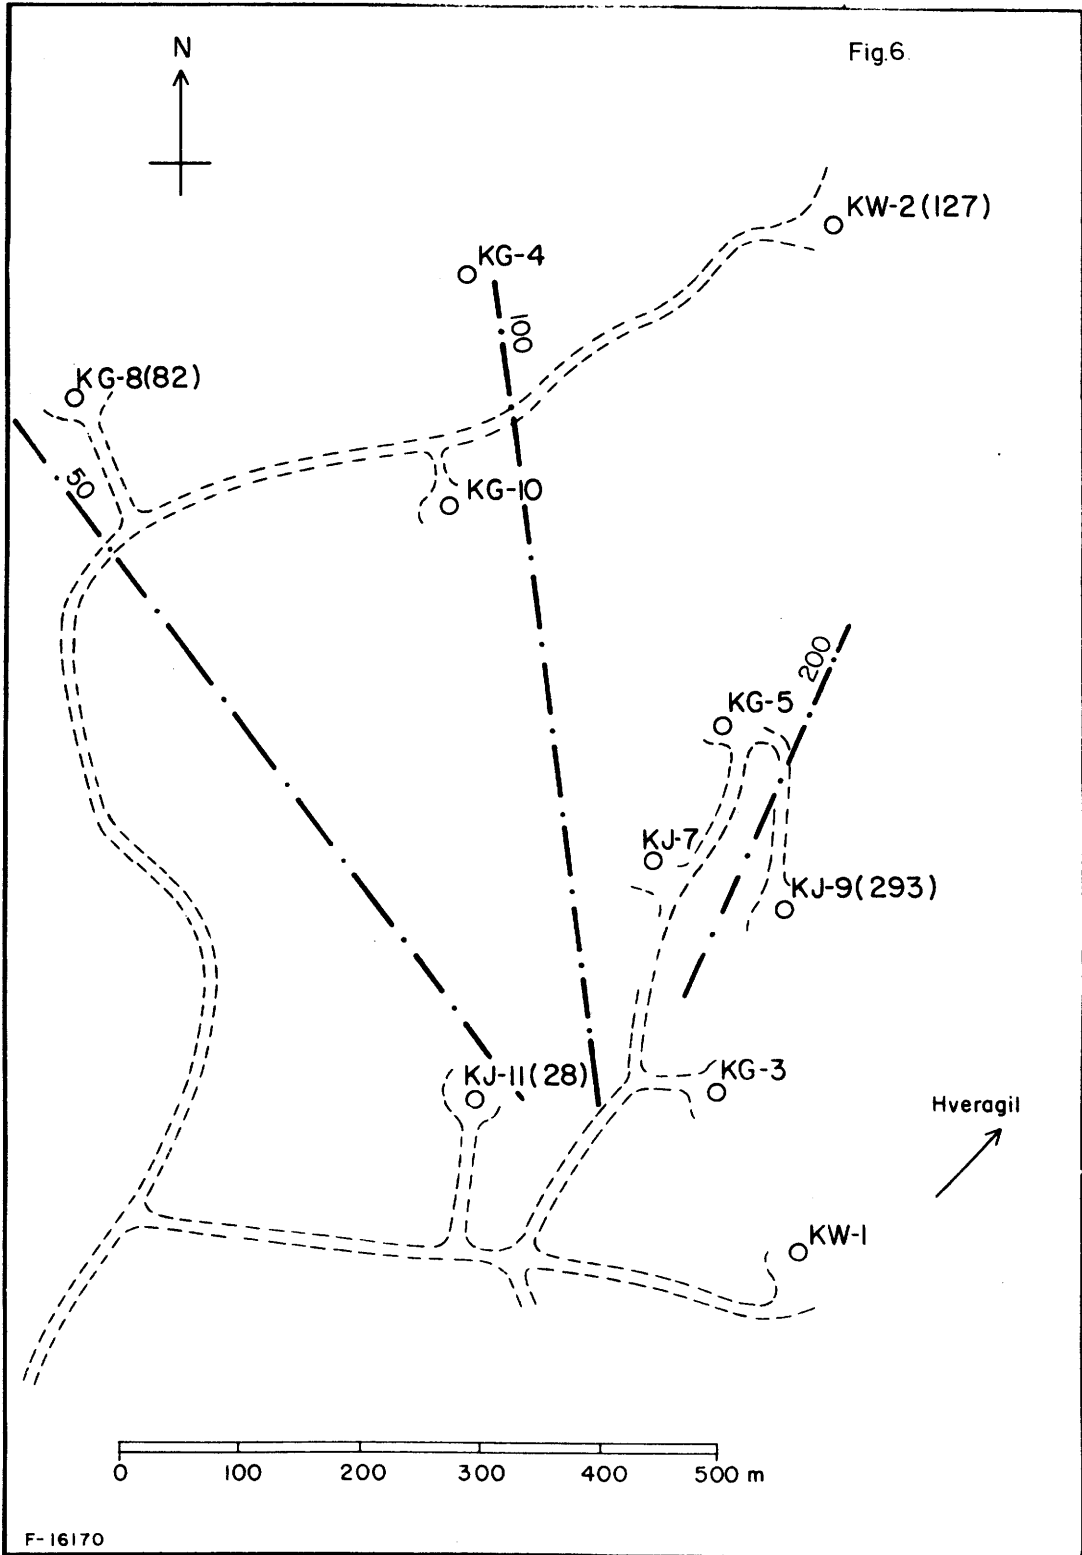 Fig.6
N
KW-2(127)
KG-4
100
KG-8(82)
50
KG-10
200
KG-5
KJ-7
KJ-9(293)
KJ-11(28)
KG-3
Hveragil
KW-1
0 100 200 300 400 500 m
F-16170